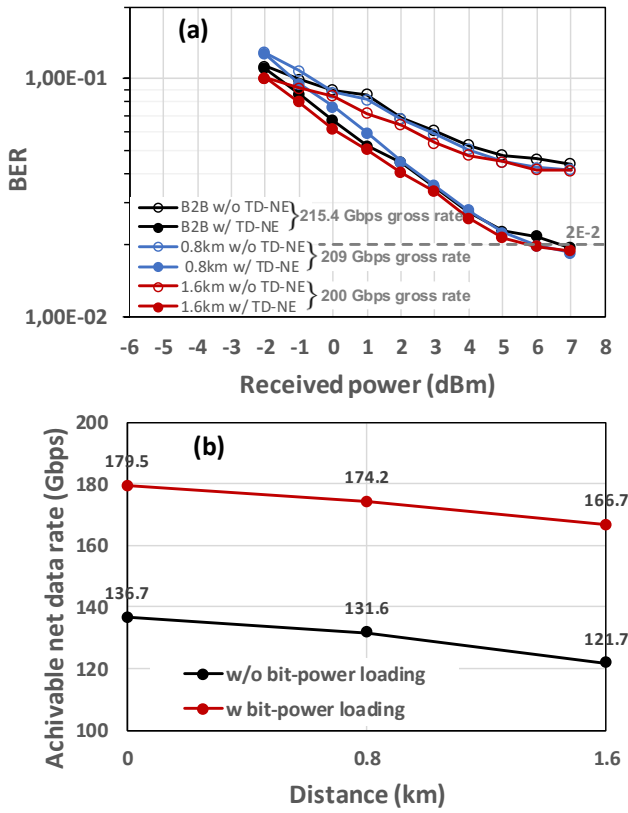 (a)
1,00E-01
1,00E-02
BER
B2B w/o TD-NE
B2B w/ TD-NE
215.4 Gbps gross rate
0.8km w/o TD-NE
0.8km w/ TD-NE
209 Gbps gross rate
1.6km w/o TD-NE
1.6km w/ TD-NE
200 Gbps gross rate
2E-2
-6 -5 -4 -3 -2 -1 0 1 2 3 4 5 6 7 8
Received power (dBm)
(b)
200
180
160
140
120
100
Achivable net data rate (Gbps)
179.5
174.2
166.7
136.7
131.6
121.7
w/o bit-power loading
w bit-power loading
0 0.8 1.6
Distance (km)